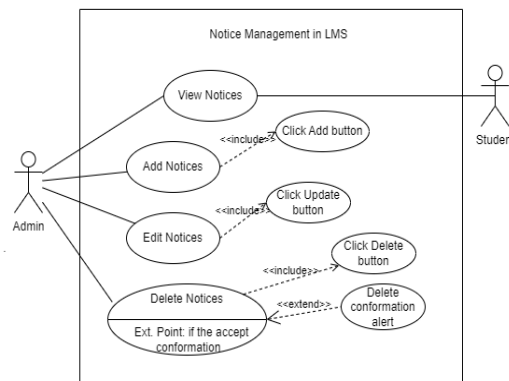 Notice Management in LMS
View Notices
<<include>>
Click Add button
Add Notices
Studen
Admin
<<include>>
Click Update
button
Edit Notices
Click Delete
button
<<include>>
Delete Notices
<<extend>>
Delete
conformation
alert
Ext. Point: if the accept
conformation